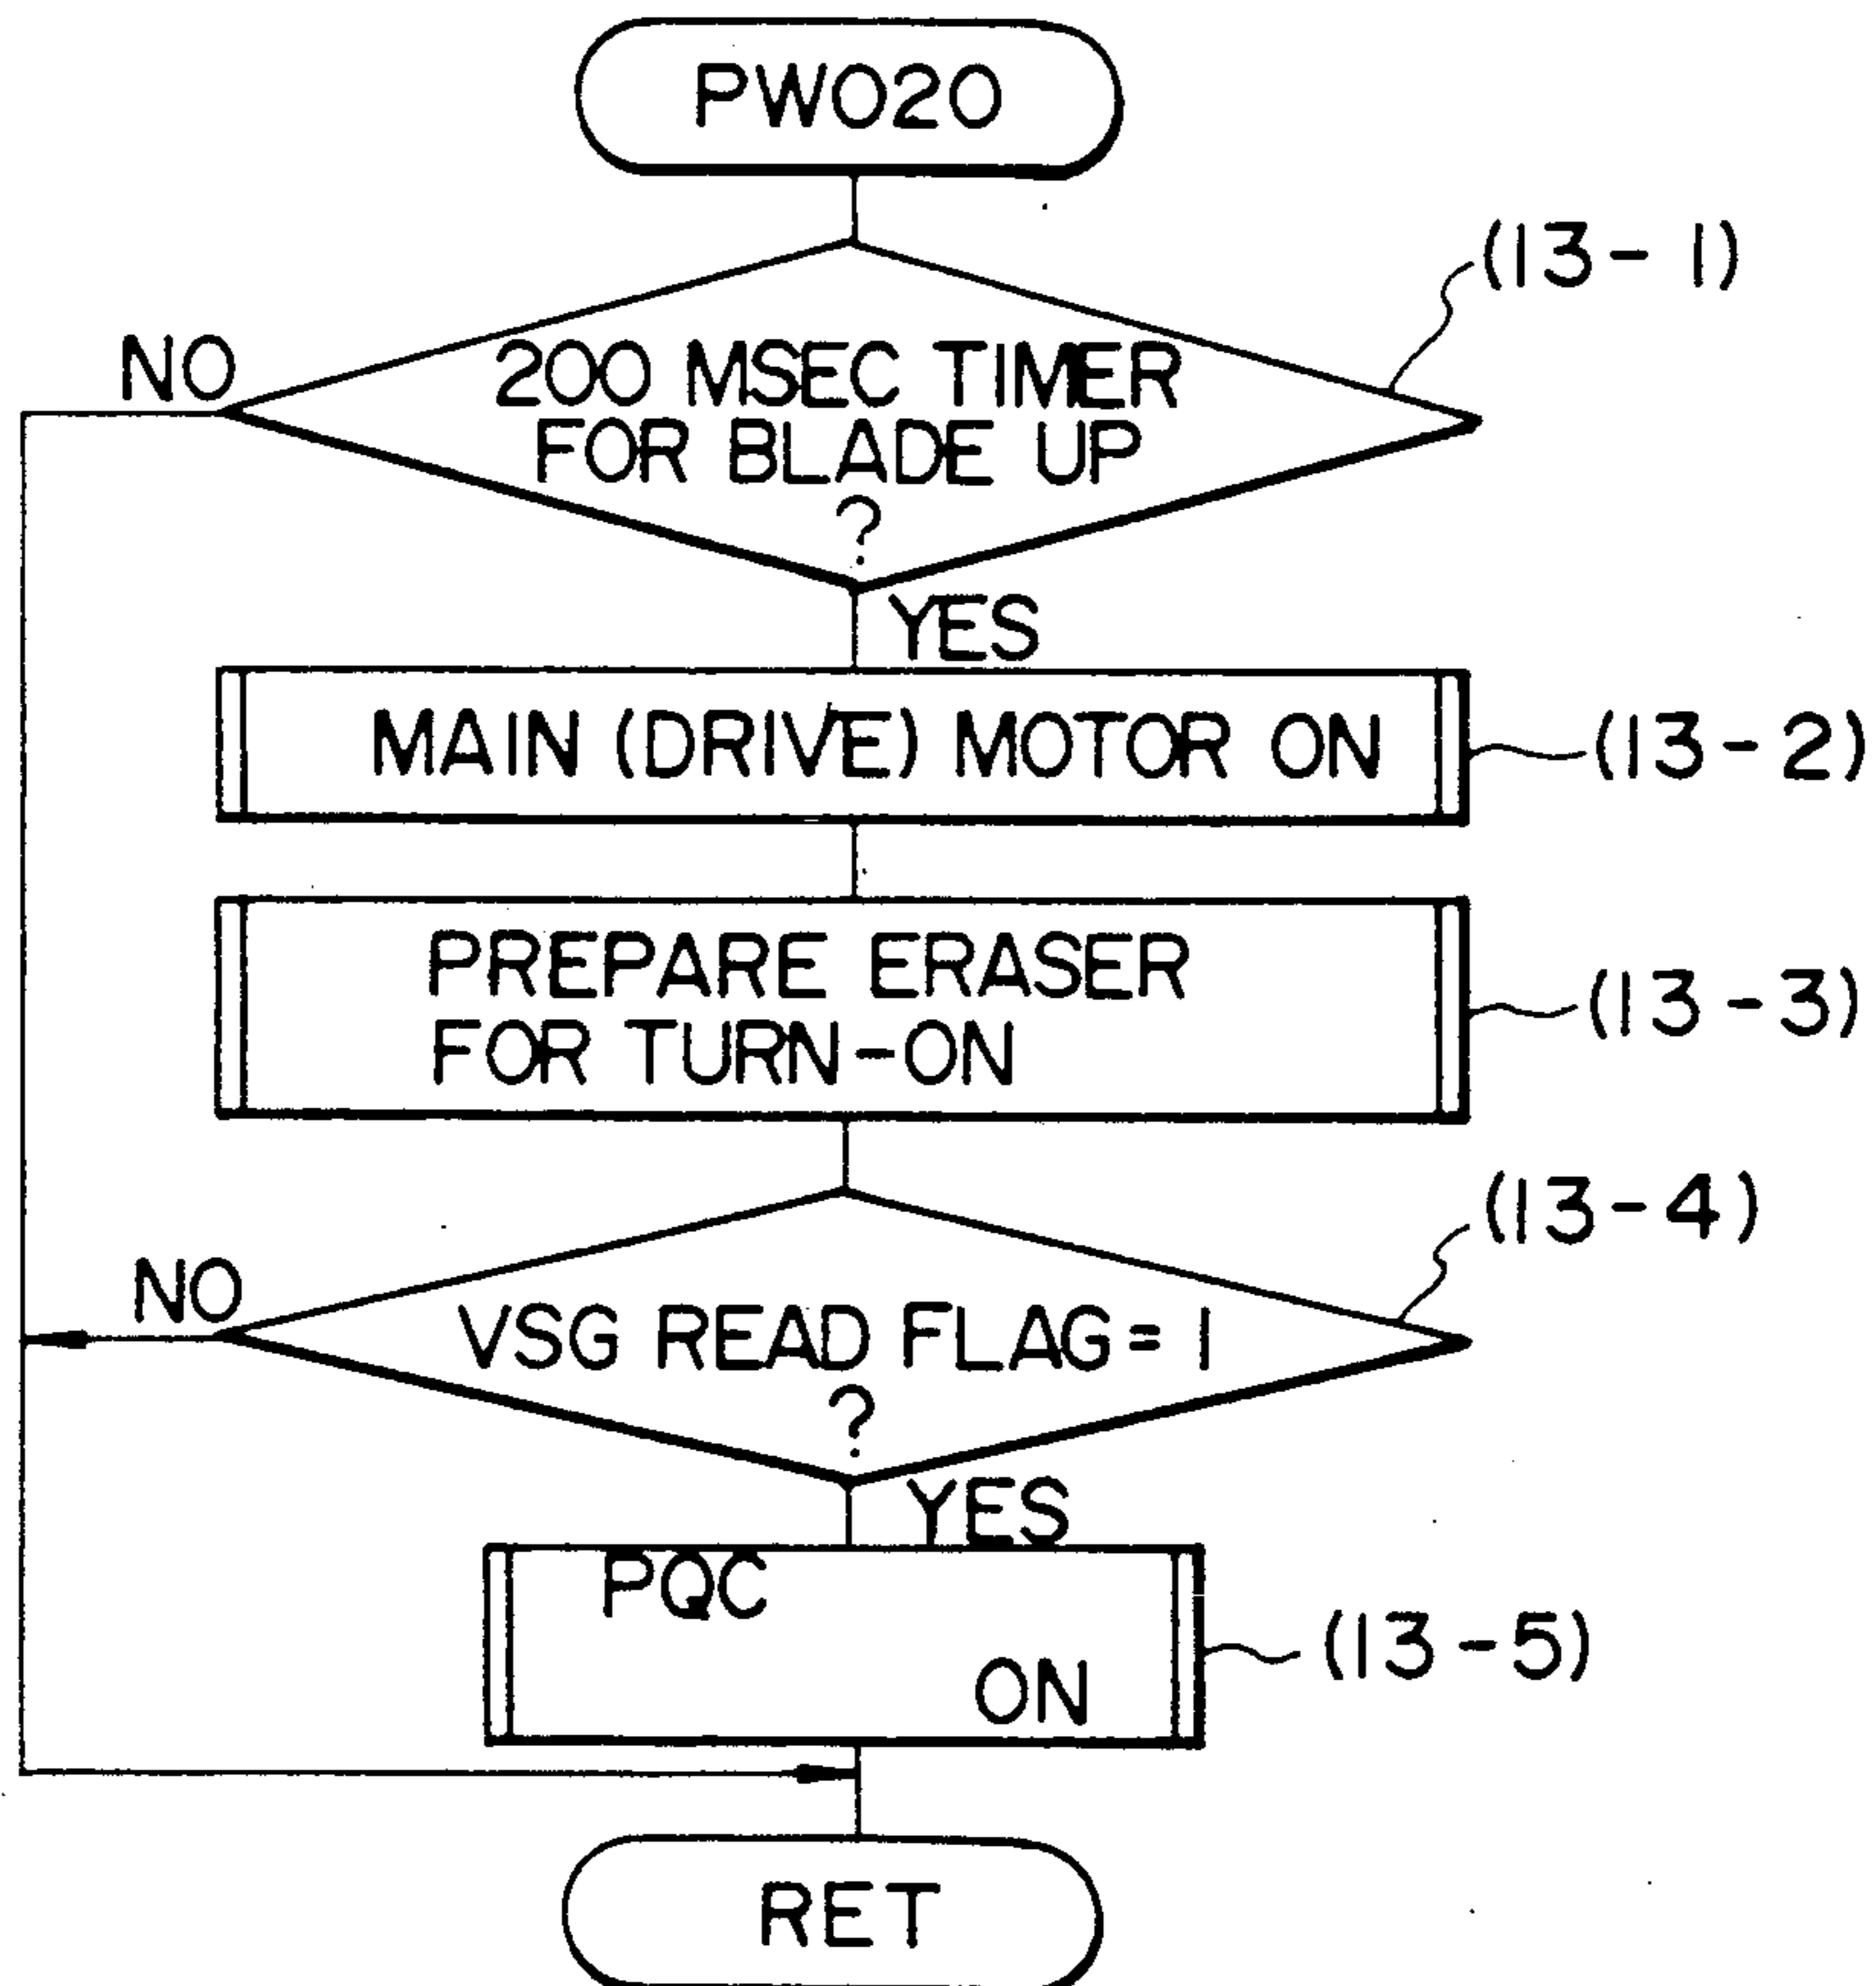 PW020
(13-1)
NO
200 MSEC TIMER
FOR BLADE UP
?
YES
MAIN (DRIVE) MOTOR ON
(13-2)
PREPARE ERASER
FOR TURN-ON
(13-3)
(13-4)
NO
VSG READ FLAG = 1
?
YES
PQC
ON
(13-5)
RET